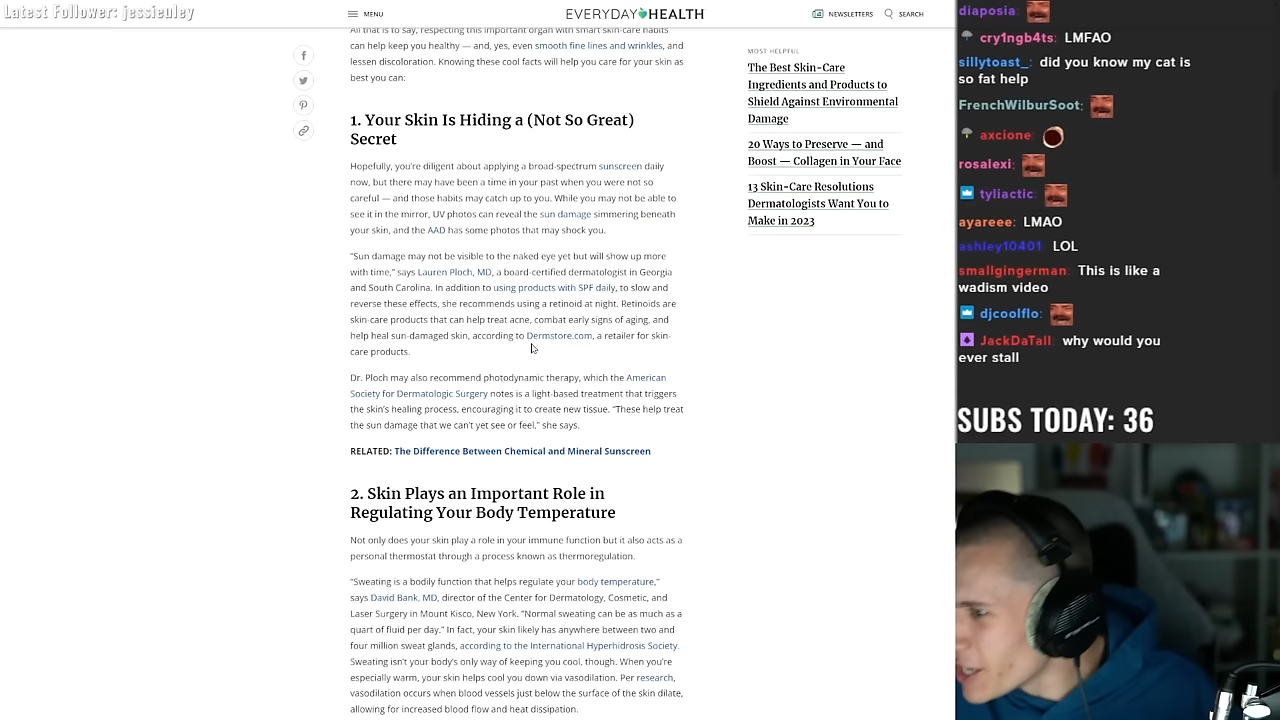 Latest Follower: jessieuley
MENU
EVERYDAY HEALTH
NEWSLETTERS
SEARCH
All that is to say, respecting this important organ with smart skin-care habits
can help keep you healthy — and, yes, even smooth fine lines and wrinkles, and
lessen discoloration. Knowing these cool facts will help you care for your skin as
best you can:
1. Your Skin Is Hiding a (Not So Great)
Secret
Hopefully, you're diligent about applying a broad-spectrum sunscreen daily
now, but there may have been a time in your past when you were not so
careful — and those habits may catch up to you. While you may not be able to
see it in the mirror, UV photos can reveal the sun damage simmering beneath
your skin, and the AAD has some photos that may shock you.
"Sun damage may not be visible to the naked eye yet but will show up more
with time," says Lauren Ploch, MD, a board-certified dermatologist in Georgia
and South Carolina. In addition to using products with SPF daily, to slow and
reverse these effects, she recommends using a retinoid at night. Retinoids are
skin-care products that can help treat acne, combat early signs of aging, and
help heal sun-damaged skin, according to Dermstore.com, a retailer for skin-
care products.
Dr. Ploch may also recommend photodynamic therapy, which the American
Society for Dermatologic Surgery notes is a light-based treatment that triggers
the skin's healing process, encouraging it to create new tissue. "These help treat
the sun damage that we can't yet see or feel," she says.
RELATED: The Difference Between Chemical and Mineral Sunscreen
2. Skin Plays an Important Role in
Regulating Your Body Temperature
Not only does your skin play a role in your immune function but it also acts as a
personal thermostat through a process known as thermoregulation.
"Sweating is a bodily function that helps regulate your body temperature,"
says David Bank, MD, director of the Center for Dermatology, Cosmetic, and
Laser Surgery in Mount Kisco, New York. "Normal sweating can be as much as a
quart of fluid per day." In fact, your skin likely has anywhere between two and
four million sweat glands, according to the International Hyperhidrosis Society.
Sweating isn't your body's only way of keeping you cool, though. When you're
especially warm, your skin helps cool you down via vasodilation. Per research,
vasodilation occurs when blood vessels just below the surface of the skin dilate,
allowing for increased blood flow and heat dissipation.
MOST HELPFUL
The Best Skin-Care
Ingredients and Products to
Shield Against Environmental
Damage
20 Ways to Preserve — and
Boost — Collagen in Your Face
13 Skin-Care Resolutions
Dermatologists Want You to
Make in 2023
diaposia:
cry1ngb4ts: LMFAO
sillytoast_: did you know my cat is
so fat help
FrenchWilburSoot:
axcione:
rosalexi:
tyliactic:
ayareee: LMAO
ashley10401: LOL
smallgingerman: This is like a
wadism video
djcoolflo:
JackDaTall: why would you
ever stall
SUBS TODAY: 36